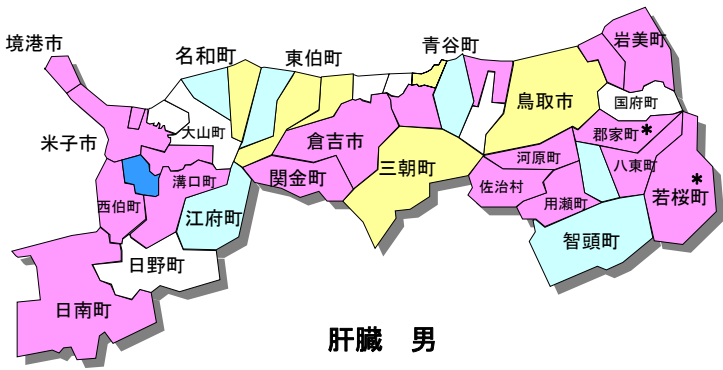 境港市
名和町
東伯町
青谷町
岩美町
米子市
大山町
倉吉市
鳥取市
国府町
郡家町*
溝口町
関金町
三朝町
河原町
八東町
*
西伯町
江府町
佐治村
用瀬町
若桜町
日野町
智頭町
日南町
肝臓 男